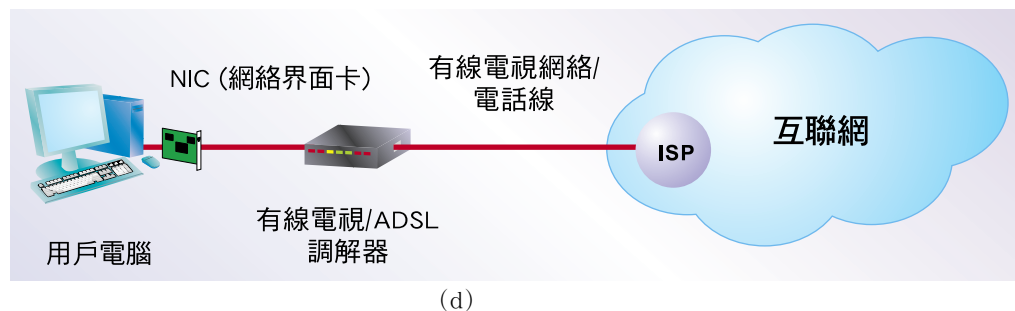 NIC (網絡界面卡)
有線電視網絡/
電話線
互聯網
ISP
有線電視/ADSL
調解器
用戶電腦
(d)